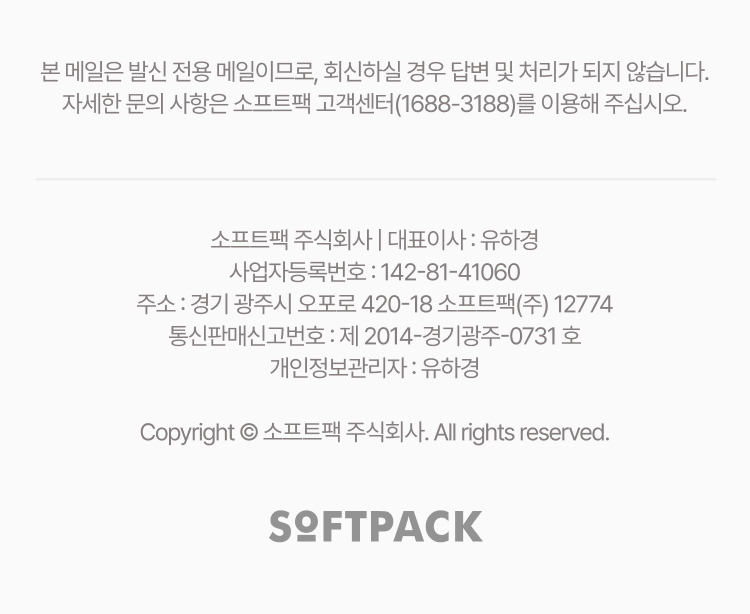 본 메일은 발신 전용 메일이므로, 회신하실 경우 답변 및 처리가 되지 않습니다.
자세한 문의 사항은 소프트팩 고객센터(1688-3188)를 이용해 주십시오.
소프트팩 주식회사 | 대표이사 : 유하경
사업자등록번호 : 142-81-41060
주소 : 경기 광주시 오포로 420-18 소프트팩(주) 12774
통신판매신고번호 : 제 2014-경기광주-0731 호
개인정보관리자 : 유하경
Copyright © 소프트팩 주식회사. All rights reserved.
SOFTPACK